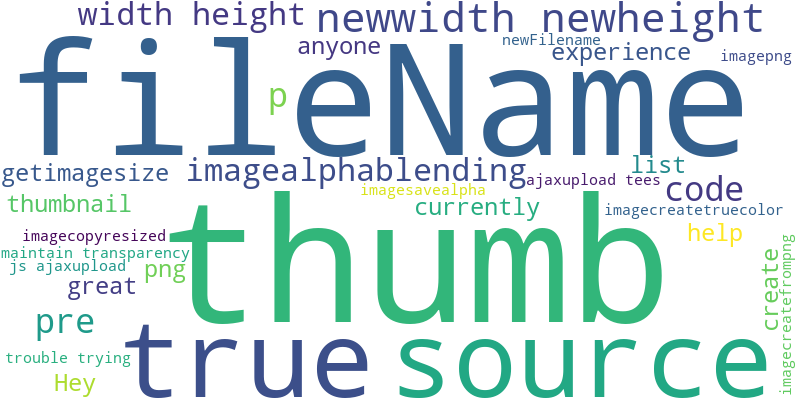 width height
newwidth newheight
fileName
anyone
newFilename
experience
imagepng
p
getimagesize
imagealphablending
list
ajaxupload tees
code
thumbnail
imagesavealpha
currently
imagecreatetruecolor
thumb
imagecopyresized
help
maintain transparency
js ajaxupload
png
great
create
imagecreatefrompng
pre
true
source
trouble trying
Hey